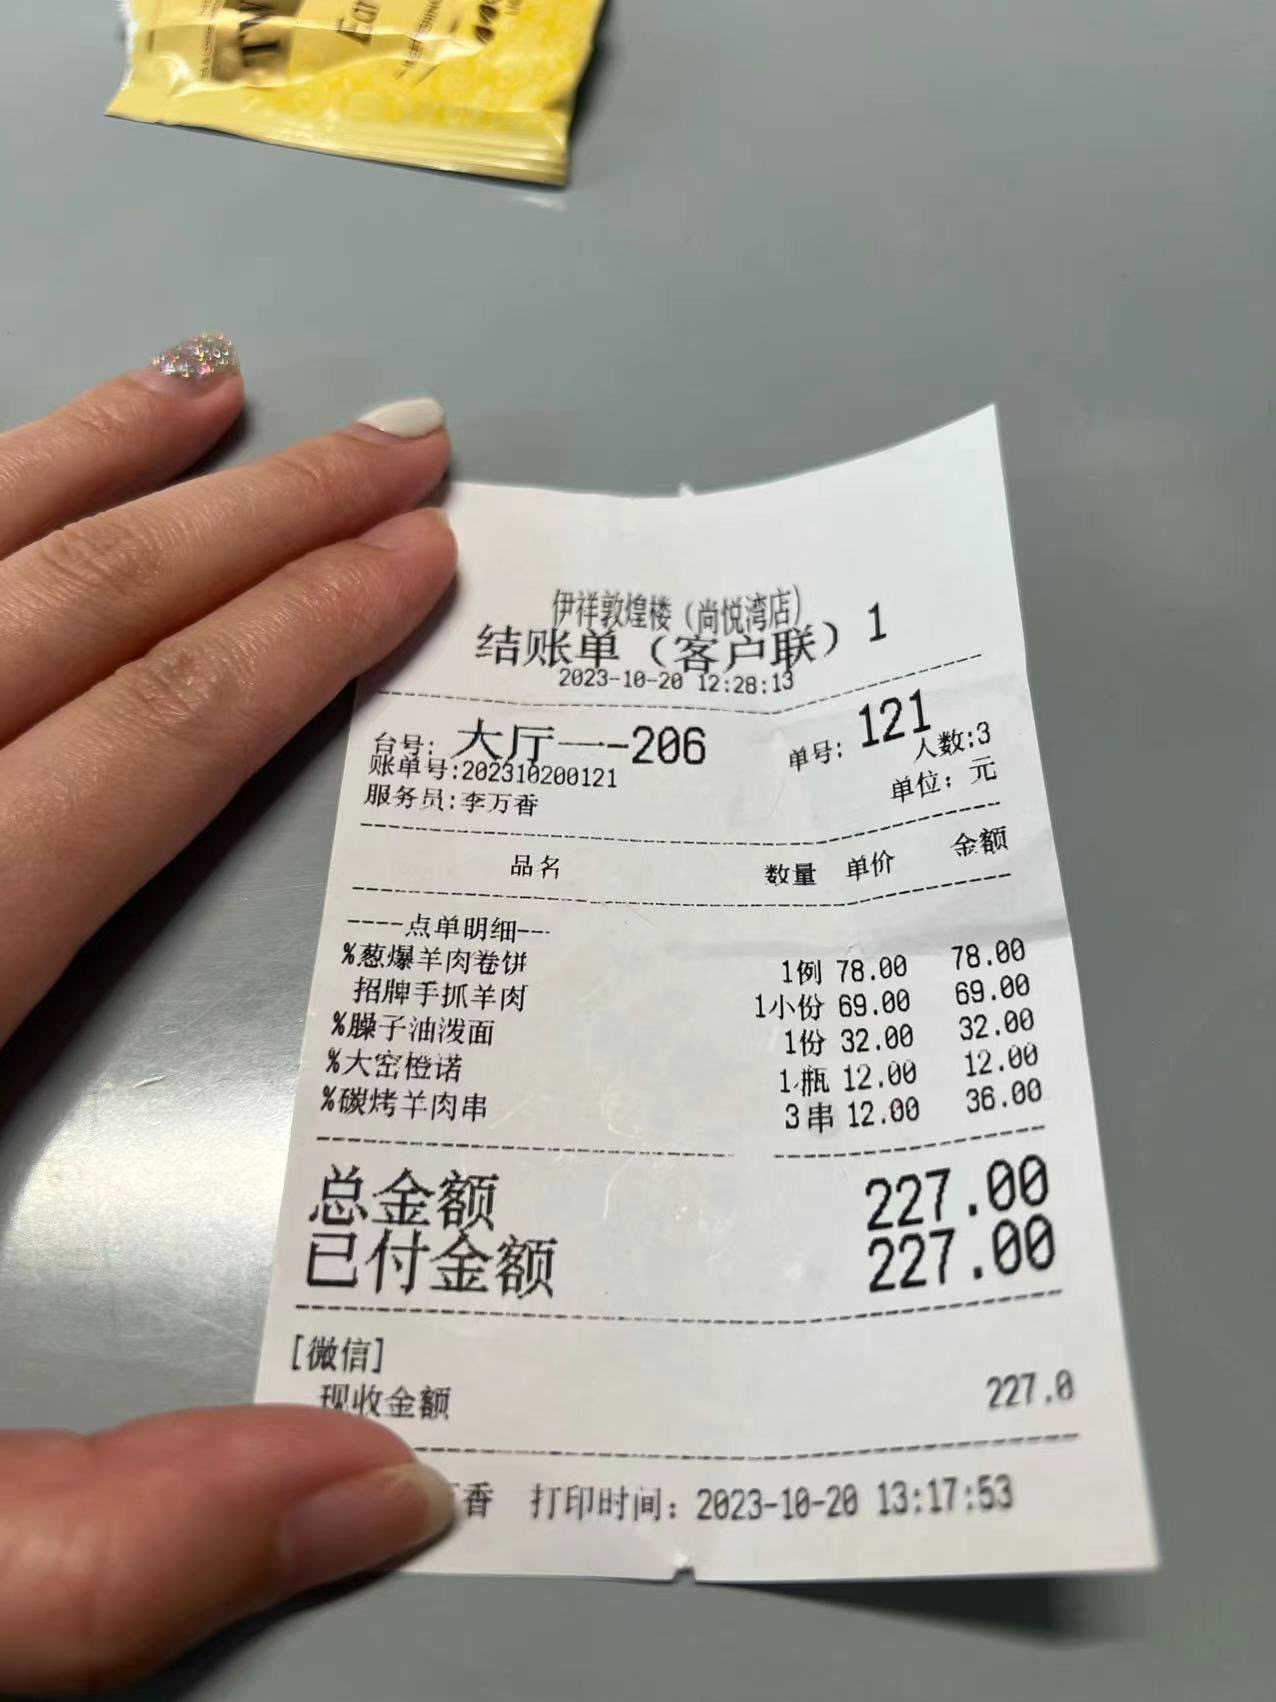 TW
Ear
伊祥敦煌楼（尚悦湾店）
结账单（客户联）1
2023-10-20 12:28:13
台号: 大厅一-206 单号: 121
账单号:202310200121 人数:3
服务员:李万香 单位: 元
品名 数量 单价 金额
----点单明细---
%葱爆羊肉卷饼 1例 78.00 78.00
招牌手抓羊肉 1小份 69.00 69.00
%臊子油泼面 1份 32.00 32.00
%大窑橙诺 1瓶 12.00 12.00
%碳烤羊肉串 3串 12.00 36.00
总金额 227.00
已付金额 227.00
[微信]
现收金额 227.0
香 打印时间: 2023-10-20 13:17:53